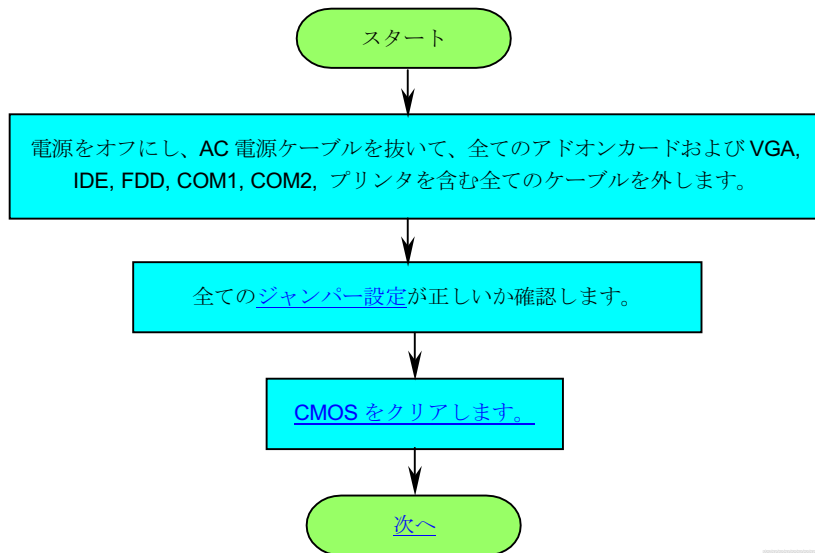 スタート
電源をオフにし、AC 電源ケーブルを抜いて、全てのアドオンカードおよび VGA,
IDE, FDD, COM1, COM2, プリンタを含む全てのケーブルを外します。
全てのジャンパー設定が正しいか確認します。
CMOS をクリアします。
次へ